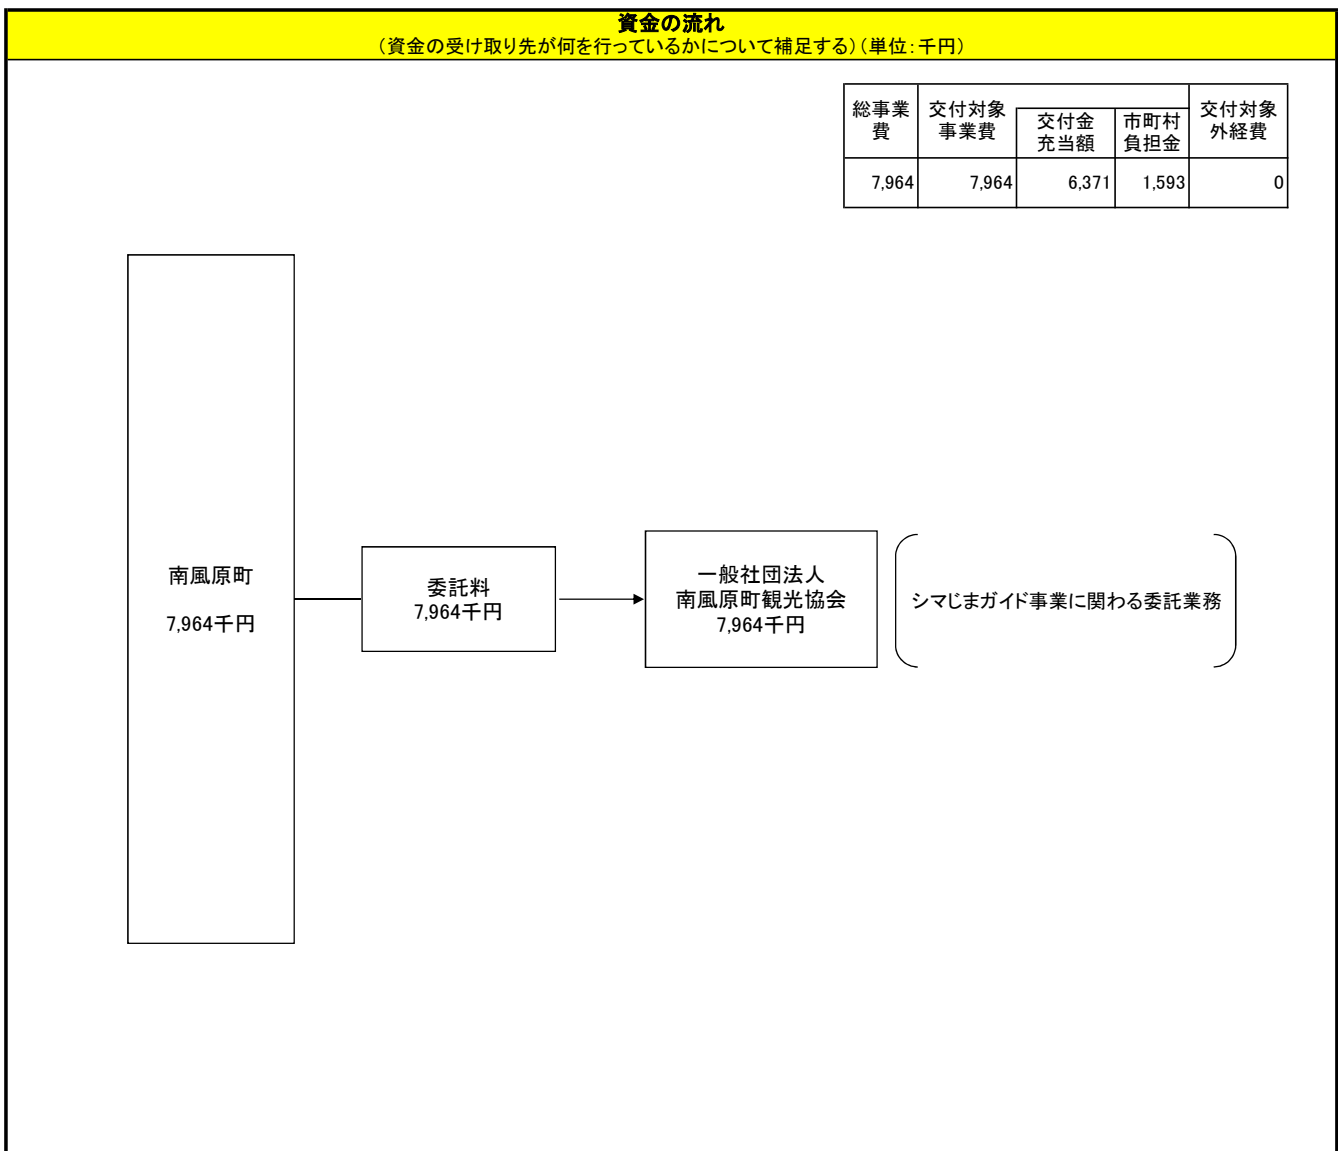 資金の流れ
（資金の受け取り先が何を行っているかについて補足する）（単位：千円）
総事業
費
交付対象
事業費
交付金
充当額
市町村
負担金
交付対象
外経費
7,964
7,964
6,371
1,593
0
南風原町
7,964千円
委託料
7,964千円
一般社団法人
南風原町観光協会
7,964千円
シマじまガイド事業に関わる委託業務